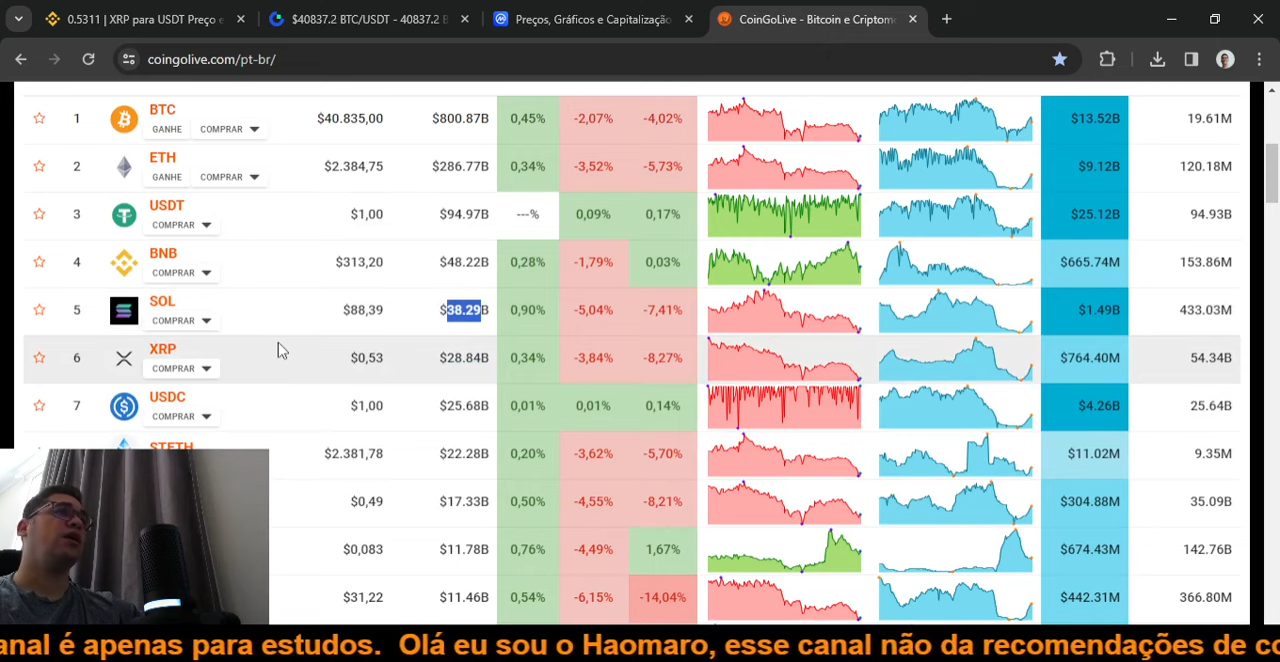 0.5311 | XRP para USDT Preço e
$40837.2 BTC/USDT - 40837.2 B
Preços, Gráficos e Capitalização
CoinGoLive - Bitcoin e Criptom
coingolive.com/pt-br/
1 BTC GANHE COMPRAR $40.835,00 $800.87B 0,45% -2,07% -4,02% $13.52B 19.61M
2 ETH GANHE COMPRAR $2.384,75 $286.77B 0,34% -3,52% -5,73% $9.12B 120.18M
3 USDT COMPRAR $1,00 $94.97B ---% 0,09% 0,17% $25.12B 94.93M
4 BNB COMPRAR $313,20 $48.22B 0,28% -1,79% 0,03% $665.74M 153.86M
5 SOL COMPRAR $88,39 $38.29B 0,90% -5,04% -7,41% $1.49B 433.03M
6 XRP COMPRAR $0,53 $28.84B 0,34% -3,84% -8,27% $764.40M 54.34B
7 USDC COMPRAR $1,00 $25.68B 0,01% 0,01% 0,14% $4.26B 25.64M
STETH $2.381,78 $22.28B 0,20% -3,62% -5,70% $11.02M 9.35M
$0,49 $17.33B 0,50% -4,55% -8,21% $304.88M 35.09B
$0,083 $11.78B 0,76% -4,49% 1,67% $674.43M 142.76B
$31,22 $11.46B 0,54% -6,15% -14,04% $442.31M 366.80M
anal é apenas para estudos. Olá eu sou o Haomaro, esse canal não da recomendações de co